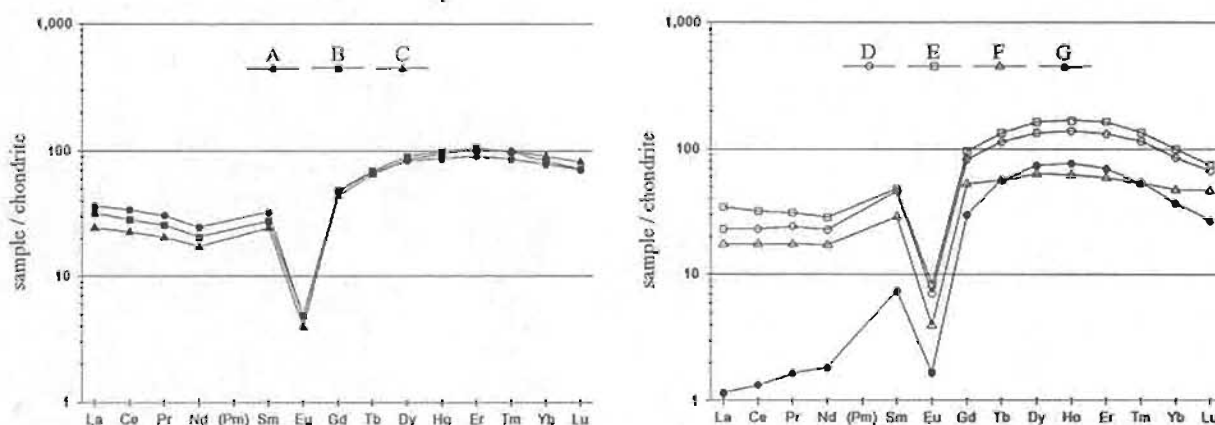 1,000
100
10
1
sample / chondrite
A B C
La Ce Pr Nd (Pm) Sm Eu Gd Tb Dy Ho Er Tm Yb Lu
1,000
100
10
1
sample / chondrite
D E F G
La Ce Pr Nd (Pm) Sm Eu Gd Tb Dy Ho Er Tm Yb Lu